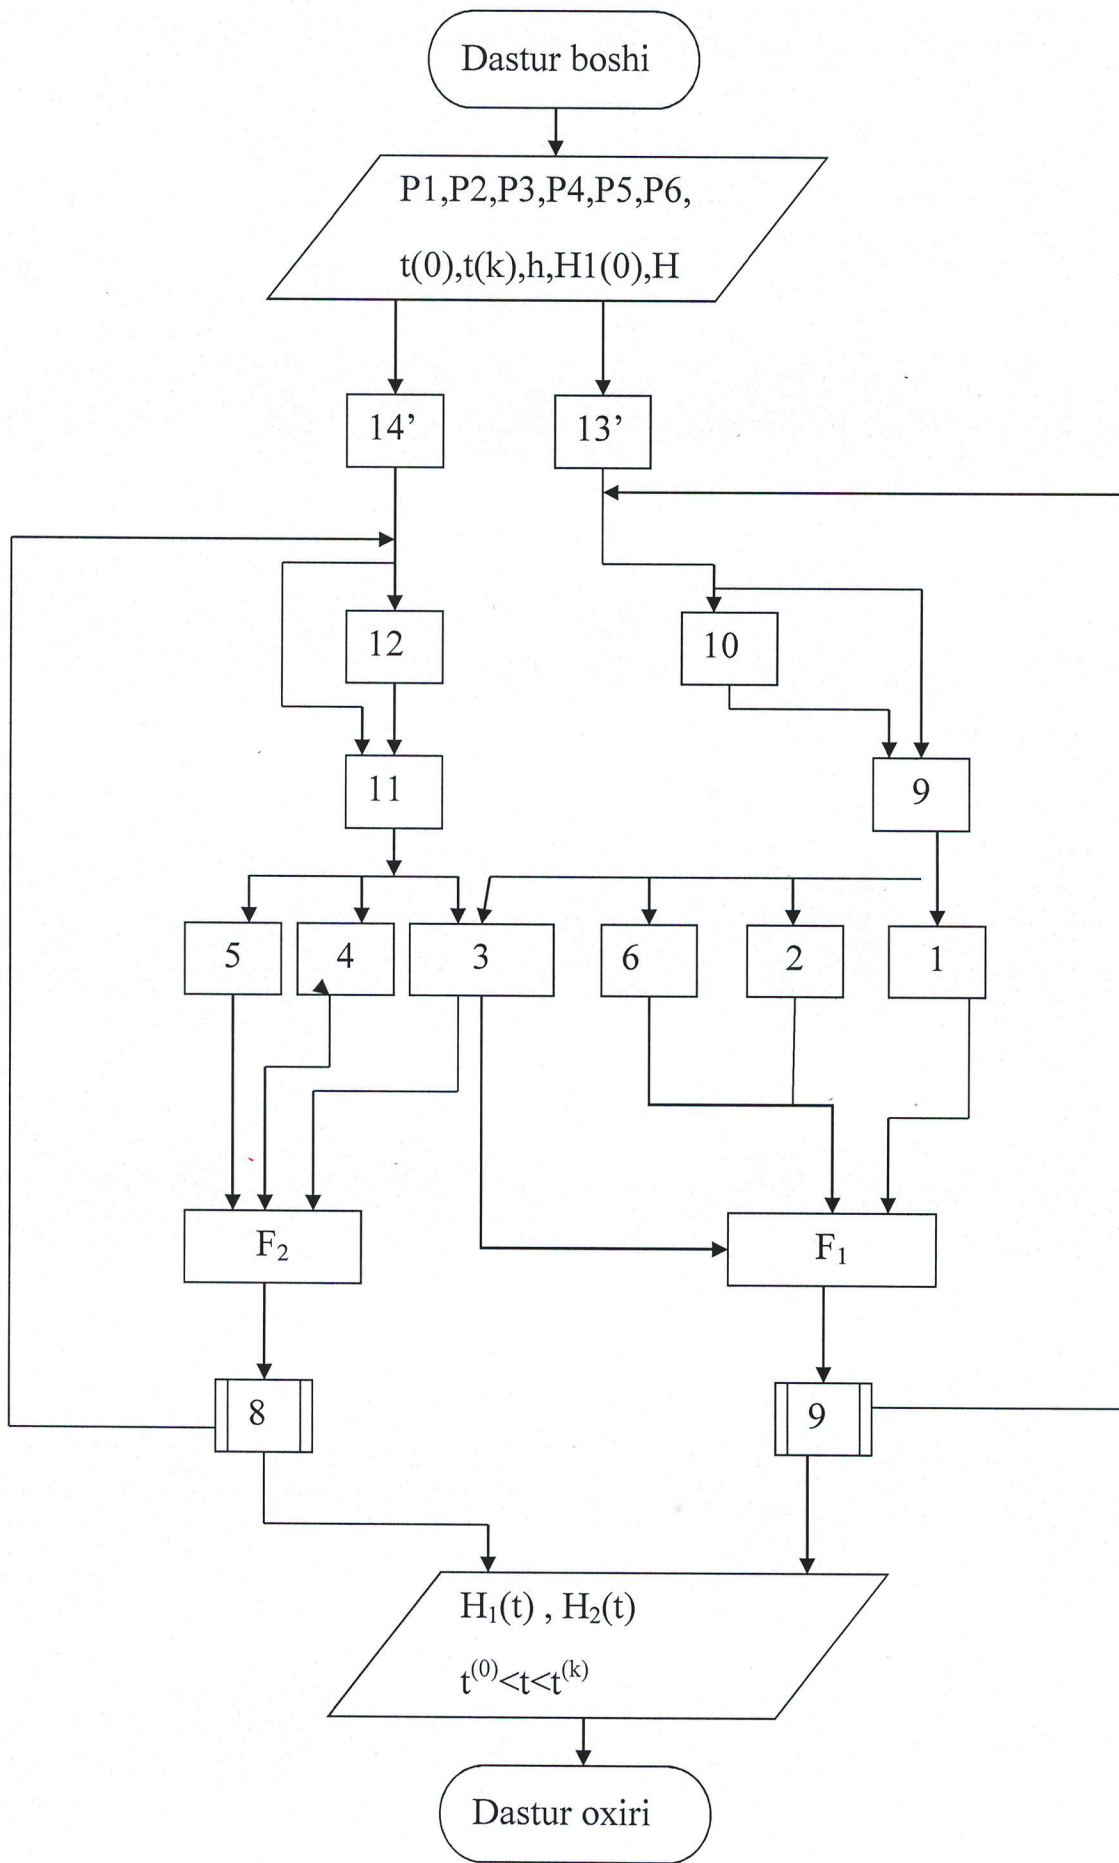 Dastur boshi
P1,P2,P3,P4,P5,P6,
t(0),t(k),h,H1(0),H
14’
13’
12
10
11
9
5
4
3
6
2
1
F₂
F₁
8
9
H₁(t) , H₂(t)
t⁽⁰⁾<t<t⁽ᵏ⁾
Dastur oxiri